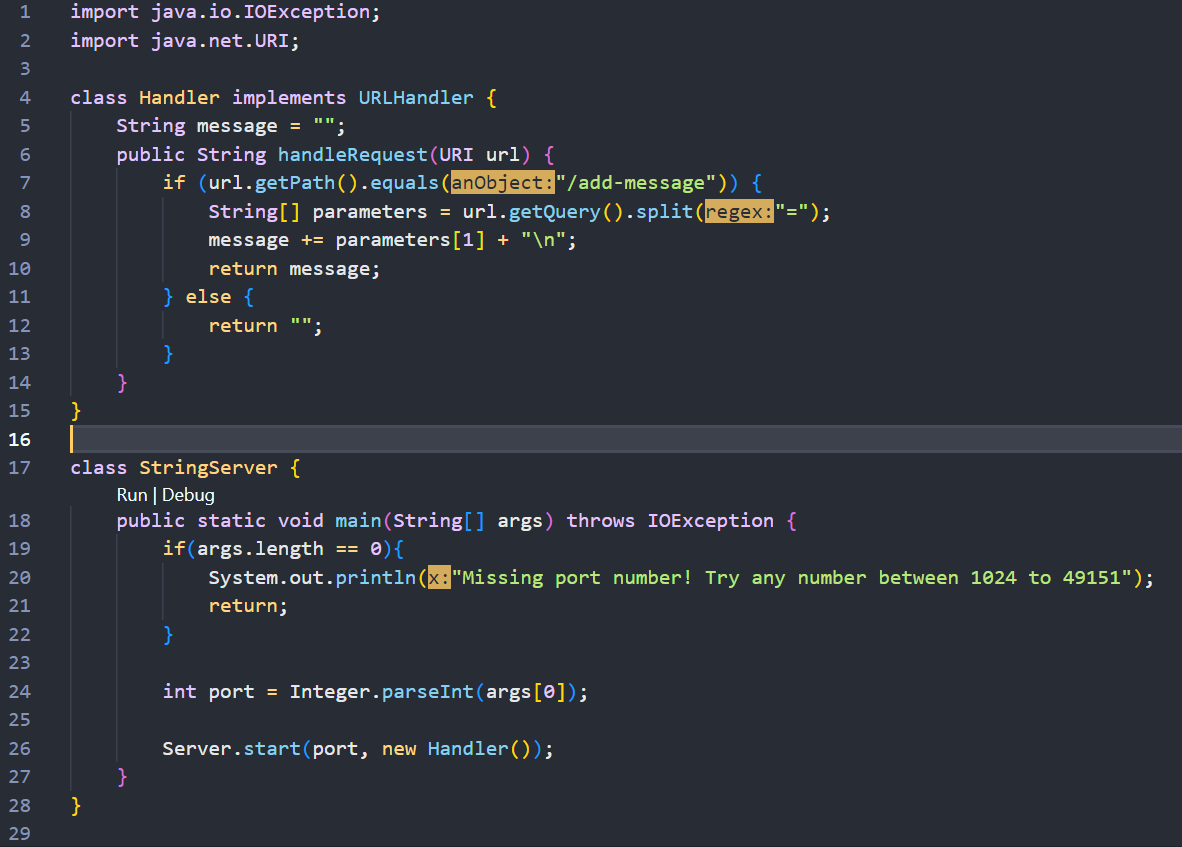 1 import java.io.IOException;
2 import java.net.URI;
3
4 class Handler implements URLHandler {
5     String message = "";
6     public String handleRequest(URI url) {
7         if (url.getPath().equals(anObject:"/add-message")) {
8             String[] parameters = url.getQuery().split(regex:"=");
9             message += parameters[1] + "\n";
10             return message;
11         } else {
12             return "";
13         }
14     }
15 }
16
17 class StringServer {
    Run | Debug
18     public static void main(String[] args) throws IOException {
19         if(args.length == 0){
20             System.out.println(x:"Missing port number! Try any number between 1024 to 49151");
21             return;
22         }
23
24         int port = Integer.parseInt(args[0]);
25
26         Server.start(port, new Handler());
27     }
28 }
29